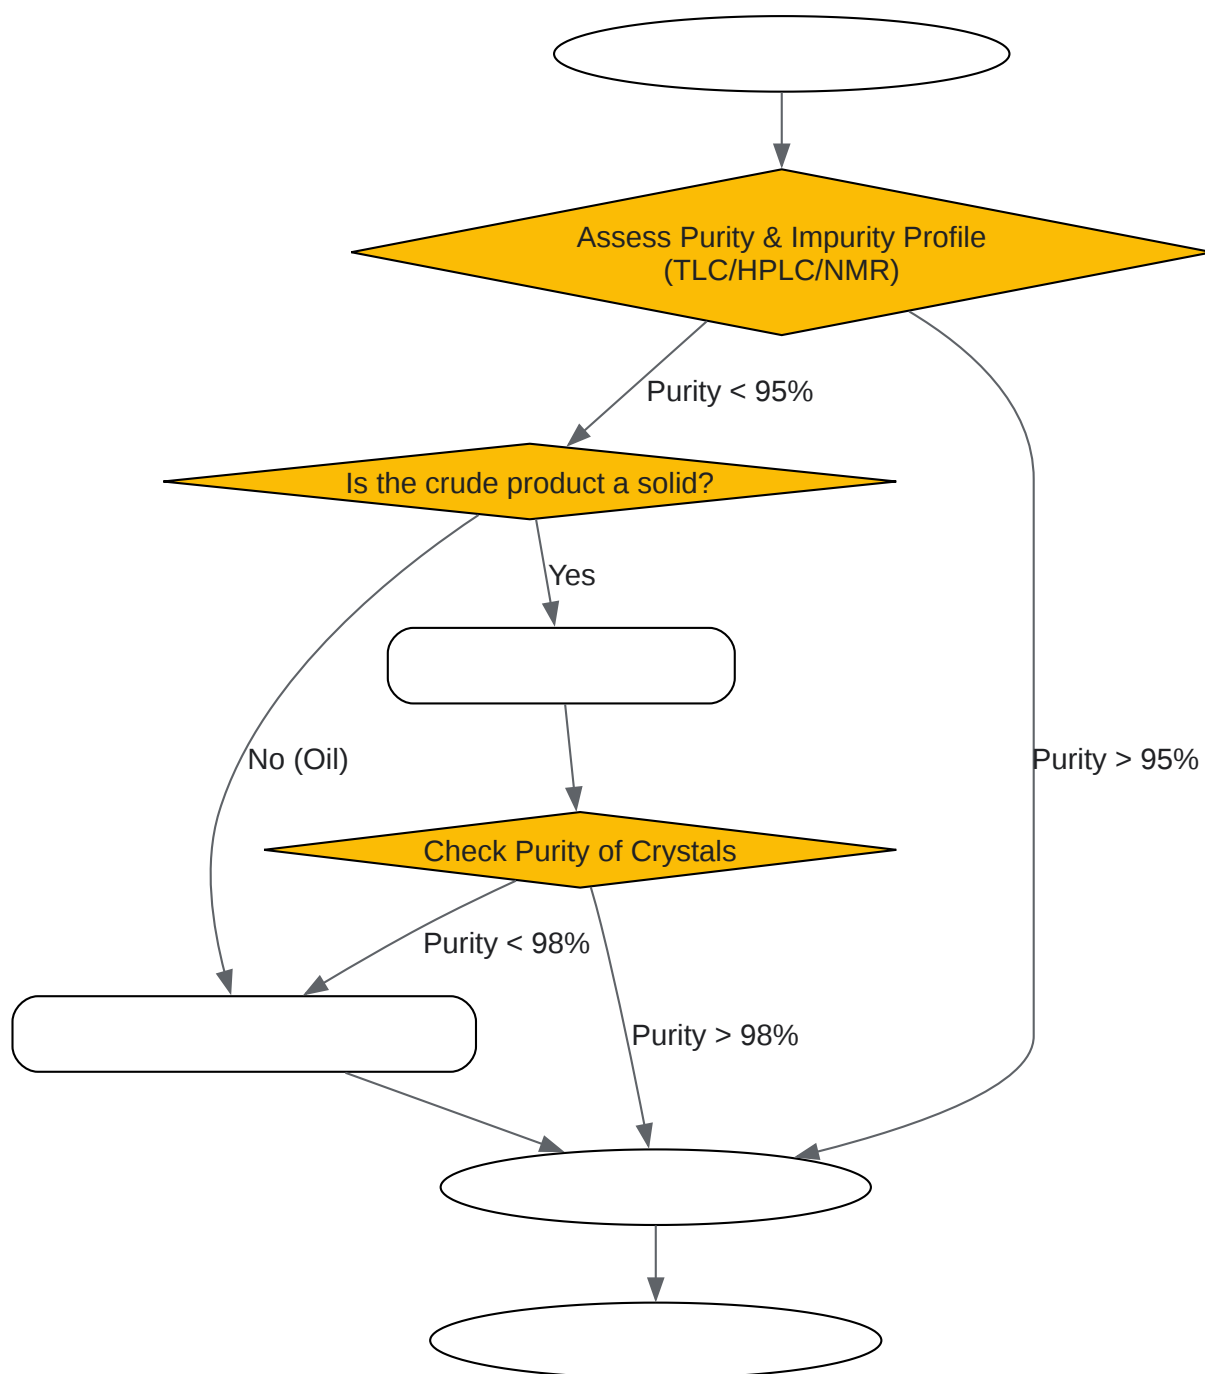 Assess Purity & Impurity Profile
(TLC/HPLC/NMR)
Purity < 95%
Is the crude product a solid?
Yes
No (Oil)
Purity > 95%
Check Purity of Crystals
Purity < 98%
Purity > 98%